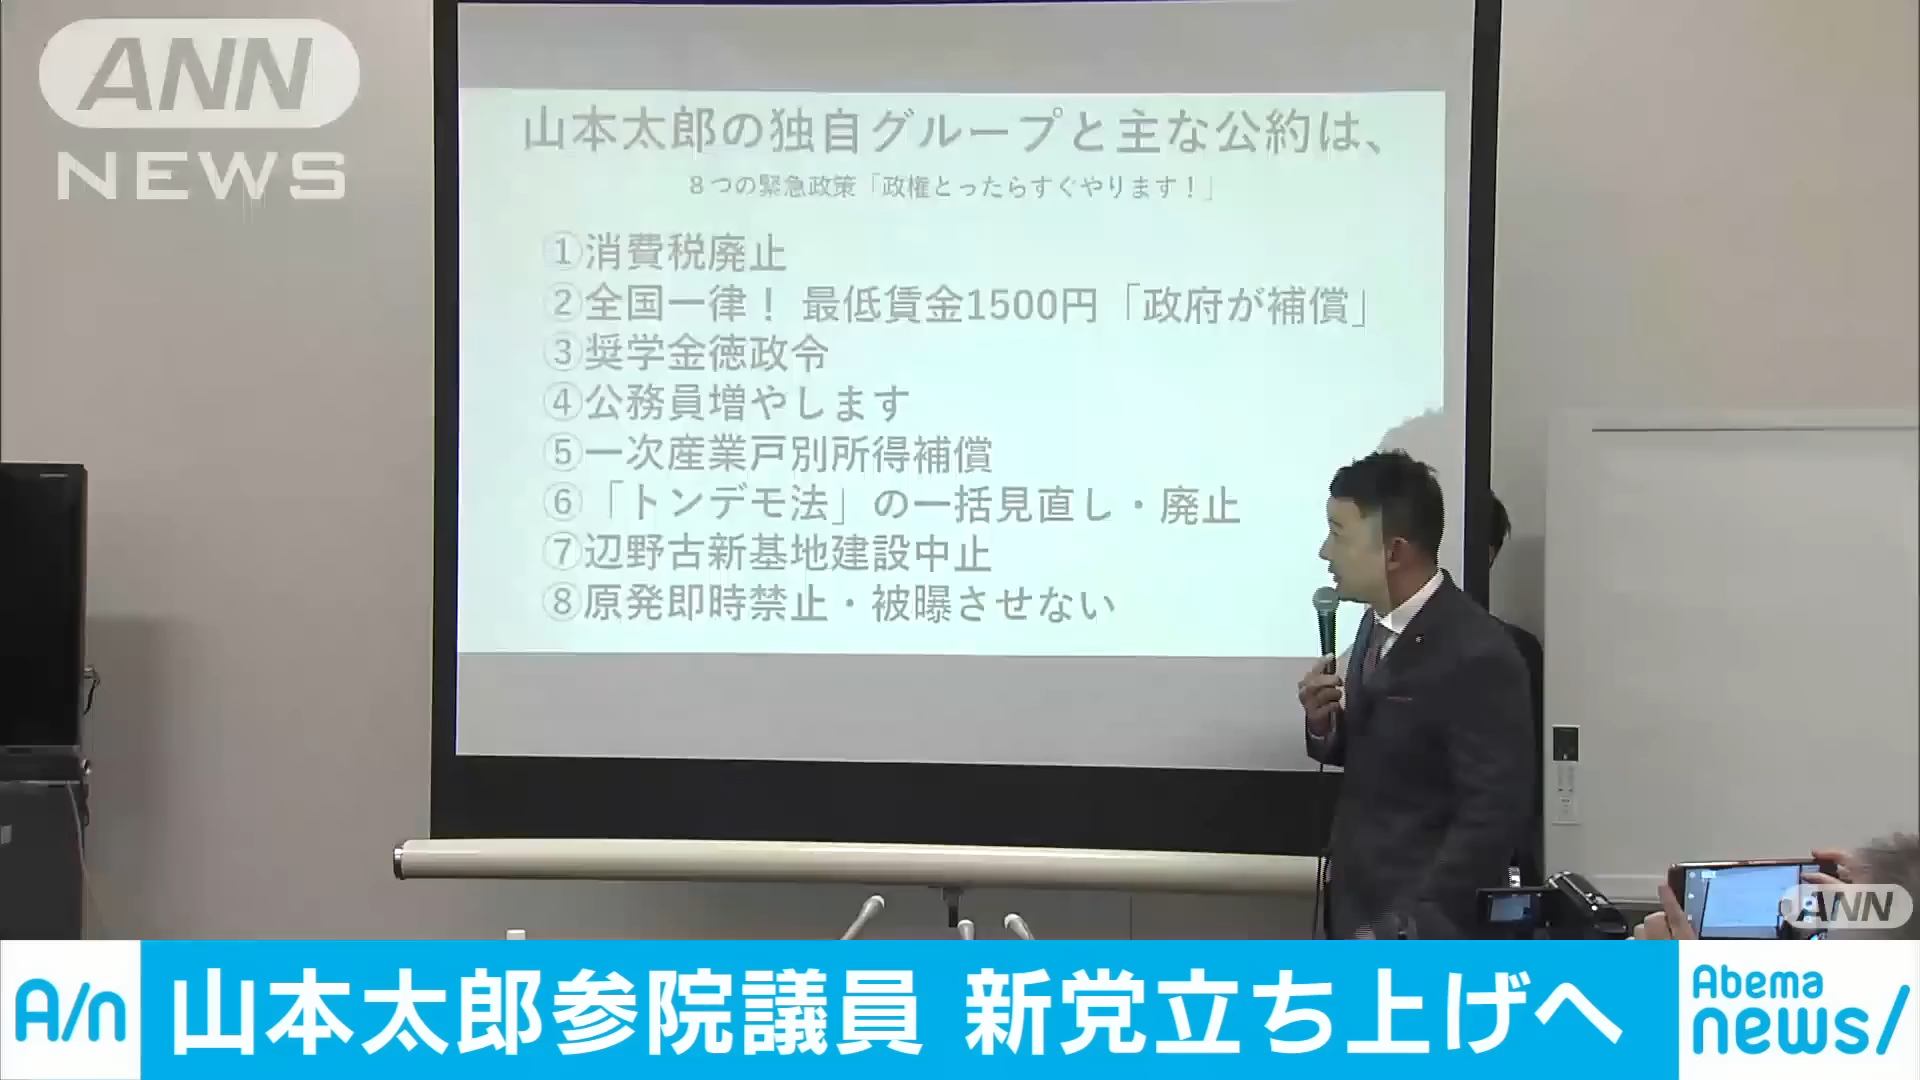 ANN
NEWS
山本太郎の独自グループと主な公約は、
８つの緊急政策「政権とったらすぐやります！」
①消費税廃止
②全国一律！ 最低賃金1500円「政府が補償」
③奨学金徳政令
④公務員増やします
⑤一次産業戸別所得補償
⑥「トンデモ法」の一括見直し・廃止
⑦辺野古新基地建設中止
⑧原発即時禁止・被曝させない
ANN
A/n
山本太郎参院議員 新党立ち上げへ
Abema
news/